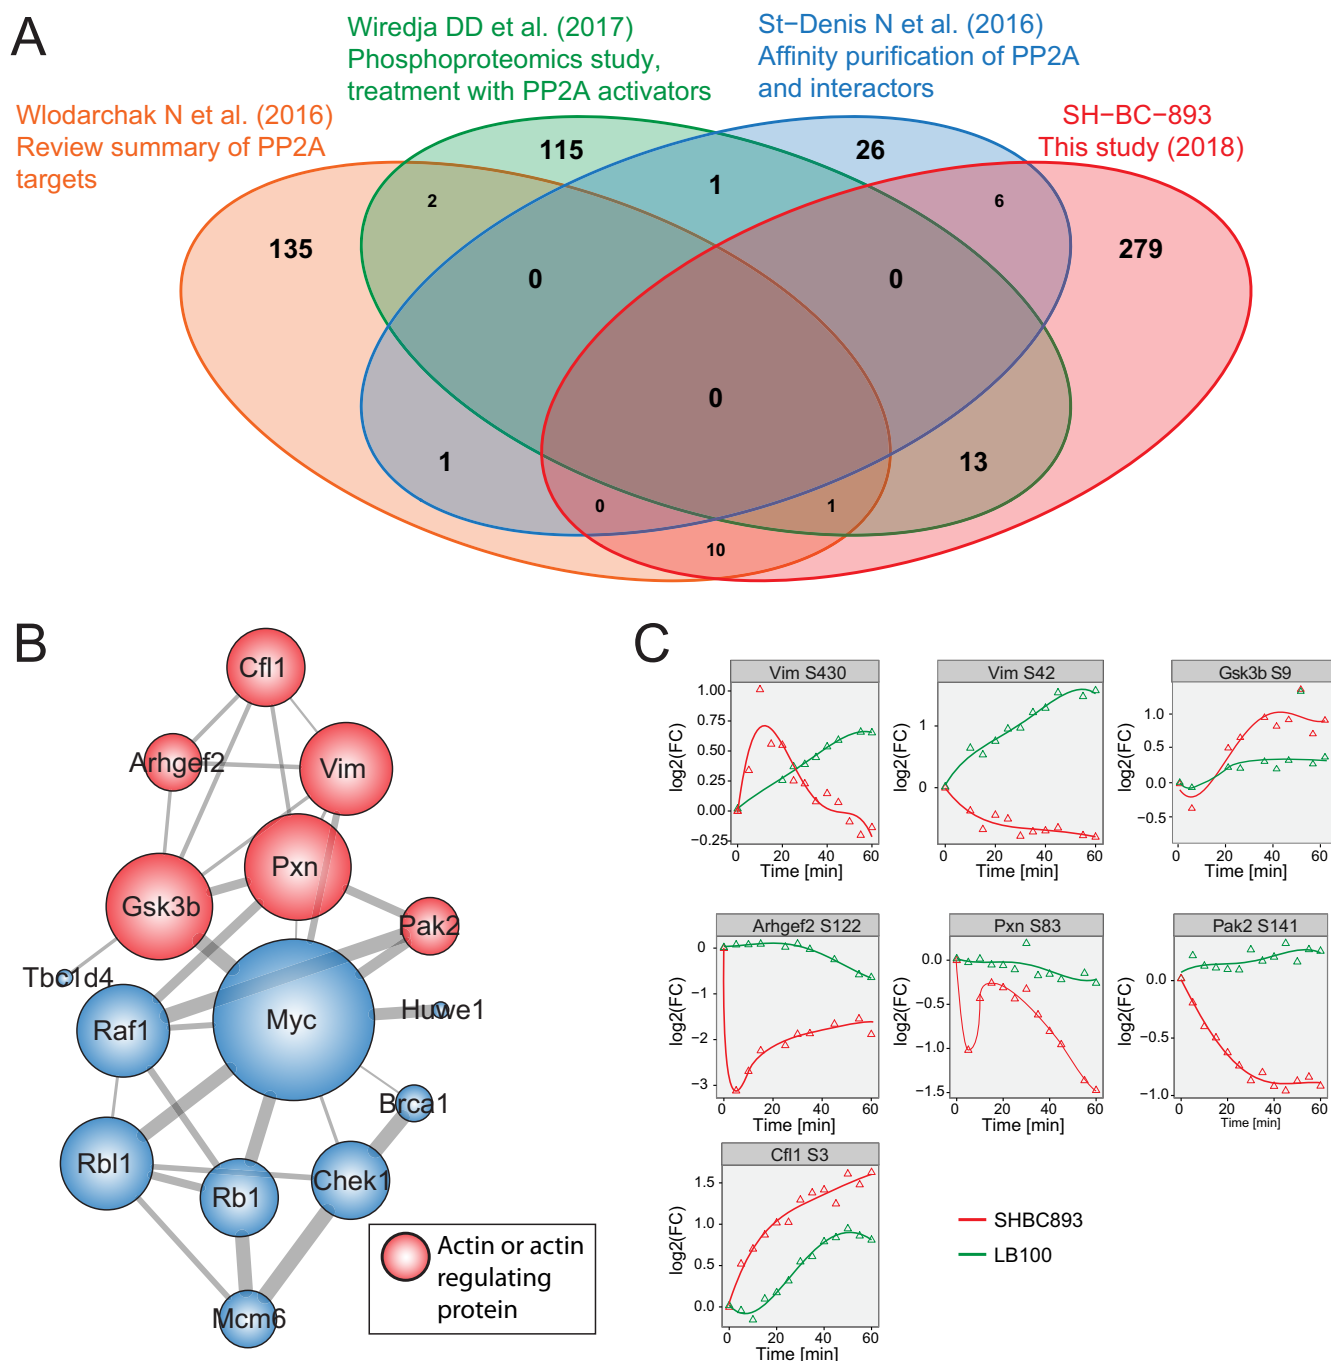 A
Wiredja DD et al. (2017)
Phosphoproteomics study,
treatment with PP2A activators
St−Denis N et al. (2016)
Affinity purification of PP2A
and interactors
Wlodarchak N et al. (2016)
Review summary of PP2A
targets
SH−BC−893
This study (2018)
115
26
1
2
6
135
279
0
0
0
1
13
0
1
10
B
Cfl1
Arhgef2
Vim
Pxn
Gsk3b
Pak2
Tbc1d4
Raf1
Myc
Huwe1
Brca1
Rbl1
Rb1
Chek1
Mcm6
Actin or actin
regulating
protein
C
Vim S430
log2(FC)
1.00
0.75
0.50
0.25
0.00
−0.25
0 20 40 60
Time [min]
Vim S42
log2(FC)
1
0
0 20 40 60
Time [min]
Gsk3b S9
log2(FC)
1.0
0.5
0.0
−0.5
0 20 40 60
Time [min]
Arhgef2 S122
log2(FC)
0
−1
−2
−3
0 20 40 60
Time [min]
Pxn S83
log2(FC)
0.0
−0.5
−1.0
−1.5
0 20 40 60
Time [min]
Pak2 S141
log2(FC)
0.0
−0.5
−1.0
0 20 40 60
Time [min]
Cfl1 S3
log2(FC)
1.5
1.0
0.5
0.0
0 20 40 60
Time [min]
SHBC893
LB100